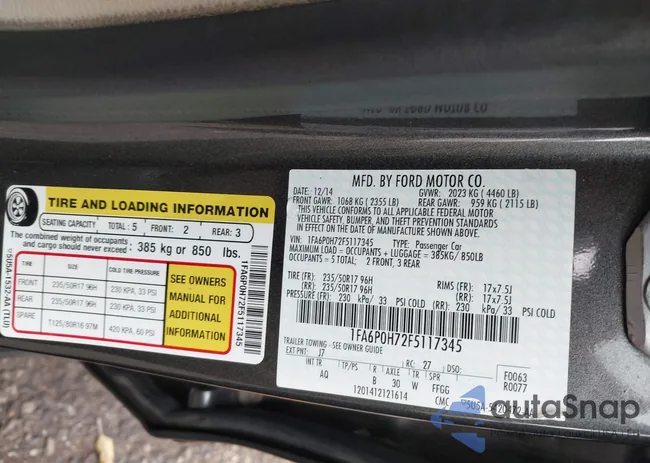 TIRE AND LOADING INFORMATION
SEATING CAPACITY TOTAL: 5 FRONT: 2 REAR: 3
The combined weight of occupants
and cargo should never exceed: 385 kg or 850 lbs.
TIRE SIZE COLD TIRE PRESSURE
FRONT 235/50R17 96H 230 KPA, 33 PSI
REAR 235/50R17 96H 230 KPA, 33 PSI
SPARE T125/80R16 97M 420 KPA, 60 PSI
SEE OWNERS
MANUAL FOR
ADDITIONAL
INFORMATION
1FA6P0H72F5117345
MFD. BY FORD MOTOR CO.
12/14 GVWR: 2023 KG ( 4460 LB)
FRONT GAWR: 1068 KG ( 2355 LB) REAR GAWR: 959 KG ( 2115 LB)
THIS VEHICLE CONFORMS TO ALL APPLICABLE FEDERAL MOTOR
VEHICLE SAFETY, BUMPER, AND THEFT PREVENTION STANDARDS
IN EFFECT ON THE DATE OF MANUFACTURE SHOWN ABOVE.
VIN: 1FA6P0H72F5117345 TYPE: Passenger Car
MAXIMUM LOAD = OCCUPANTS + LUGGAGE = 385KG/ 850LB
OCCUPANTS = 5 TOTAL: 2 FRONT, 3 REAR
TIRE (FR) 235/50R17 96H RIMS (FR): 17x7.5J
(RR) 235/50R17 96H (RR): 17x7.5J
PRESSURE (FR): 230 kPa/ 33 PSI COLD (RR): 230 kPa/ 33 PSI COLD
1FA6P0H72F5117345
TRAILER TOWING - SEE OWNER GUIDE
EXT PNT: J7 RC: 27 DSO: F0063
INT TR TP/PS R AXLE TR SPR R0077
AQ B 30 W FFGG
1201412121614 CMC
autoSnap